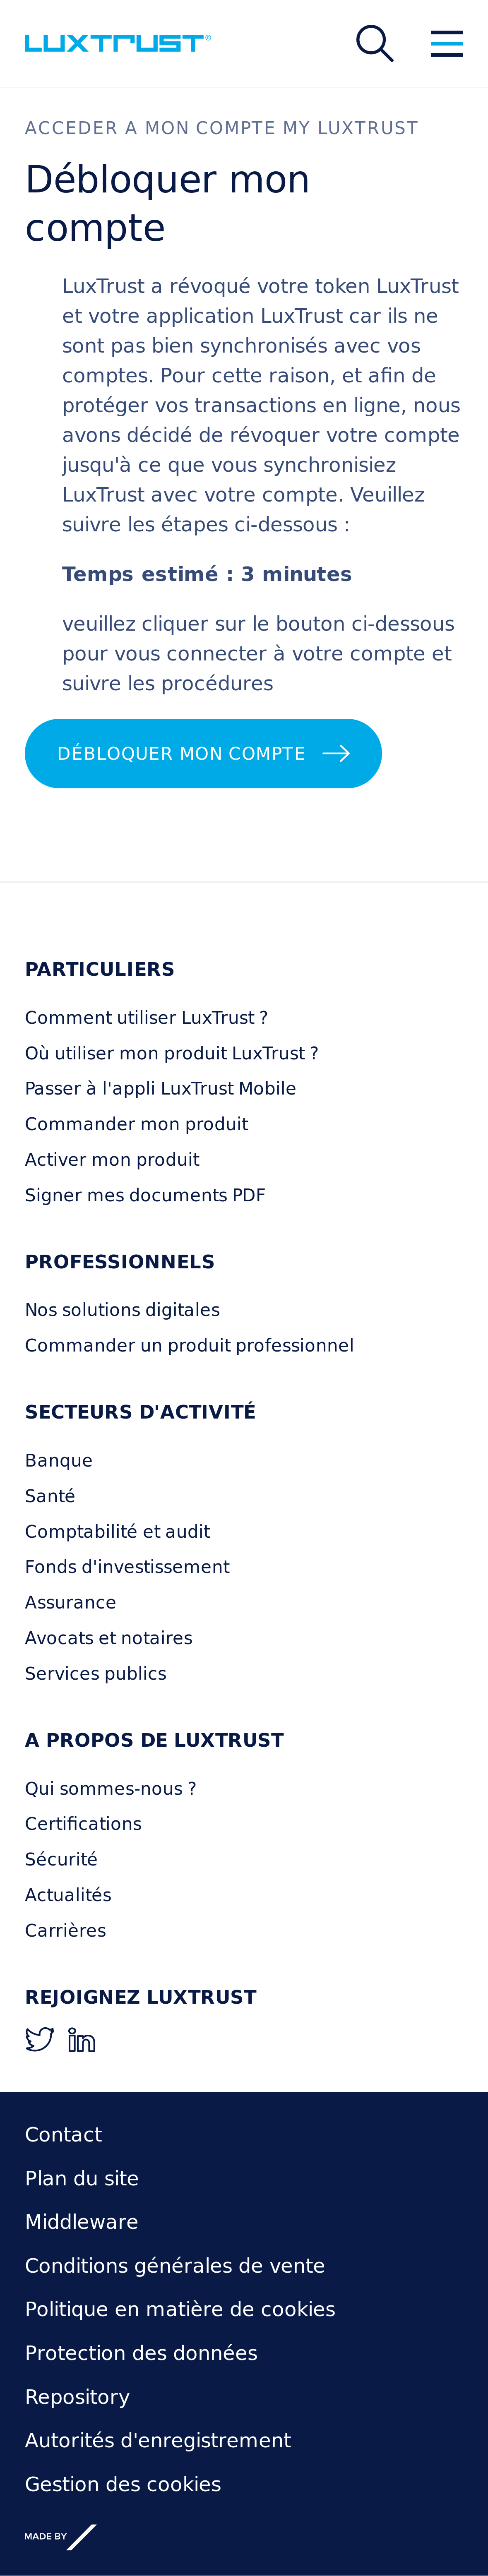 LUXTRUST®
ACCEDER A MON COMPTE MY LUXTRUST
Débloquer mon
compte
LuxTrust a révoqué votre token LuxTrust
et votre application LuxTrust car ils ne
sont pas bien synchronisés avec vos
comptes. Pour cette raison, et afin de
protéger vos transactions en ligne, nous
avons décidé de révoquer votre compte
jusqu'à ce que vous synchronisiez
LuxTrust avec votre compte. Veuillez
suivre les étapes ci-dessous :
Temps estimé : 3 minutes
veuillez cliquer sur le bouton ci-dessous
pour vous connecter à votre compte et
suivre les procédures
DÉBLOQUER MON COMPTE
PARTICULIERS
Comment utiliser LuxTrust ?
Où utiliser mon produit LuxTrust ?
Passer à l'appli LuxTrust Mobile
Commander mon produit
Activer mon produit
Signer mes documents PDF
PROFESSIONNELS
Nos solutions digitales
Commander un produit professionnel
SECTEURS D'ACTIVITÉ
Banque
Santé
Comptabilité et audit
Fonds d'investissement
Assurance
Avocats et notaires
Services publics
A PROPOS DE LUXTRUST
Qui sommes-nous ?
Certifications
Sécurité
Actualités
Carrières
REJOIGNEZ LUXTRUST
in
Contact
Plan du site
Middleware
Conditions générales de vente
Politique en matière de cookies
Protection des données
Repository
Autorités d'enregistrement
Gestion des cookies
MADE BY